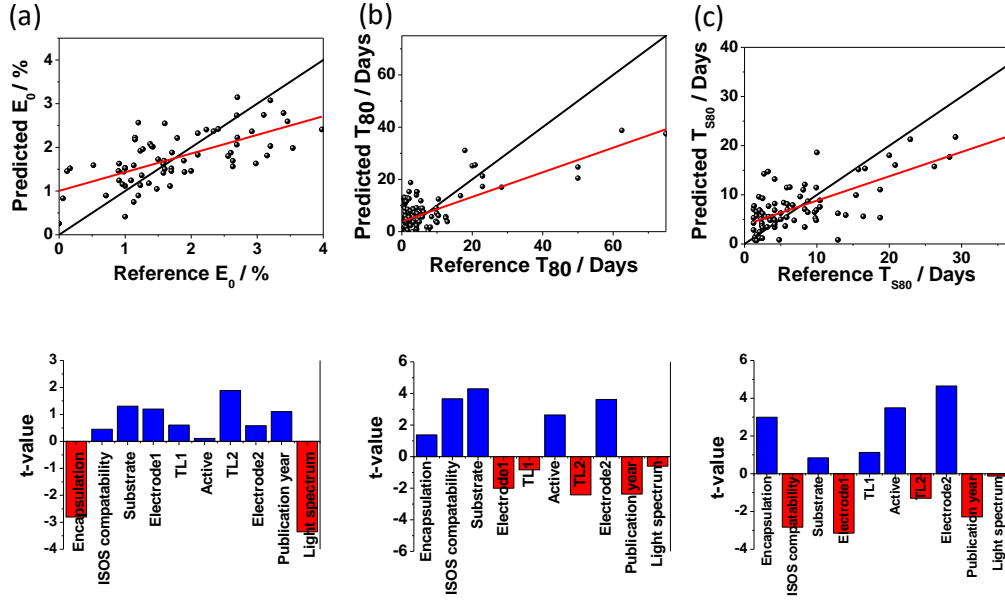 (a)
Predicted E0 / %
4
3
2
1
0
0 1 2 3 4
Reference E0 / %
(b)
Predicted T80 / Days
60
40
20
0
0 20 40 60
Reference T80 / Days
(c)
Predicted TS80 / Days
40
30
20
10
0
0 10 20 30
Reference TS80 / Days
t-value
3
2
1
0
-1
-2
-3
-4
Encapsulation
ISOS compatability
Substrate
Electrode1
TL1
Active
TL2
Electrode2
Publication year
Light spectrum
t-value
6
4
2
0
-2
-4
-6
Encapsulation
ISOS compatability
Substrate
Electrode1
TL1
Active
TL2
Electrode2
Publication year
Light spectrum
t-value
6
4
2
0
-2
-4
Encapsulation
ISOS compatability
Substrate
Electrode1
TL1
Active
TL2
Electrode2
Publication year
Light spectrum